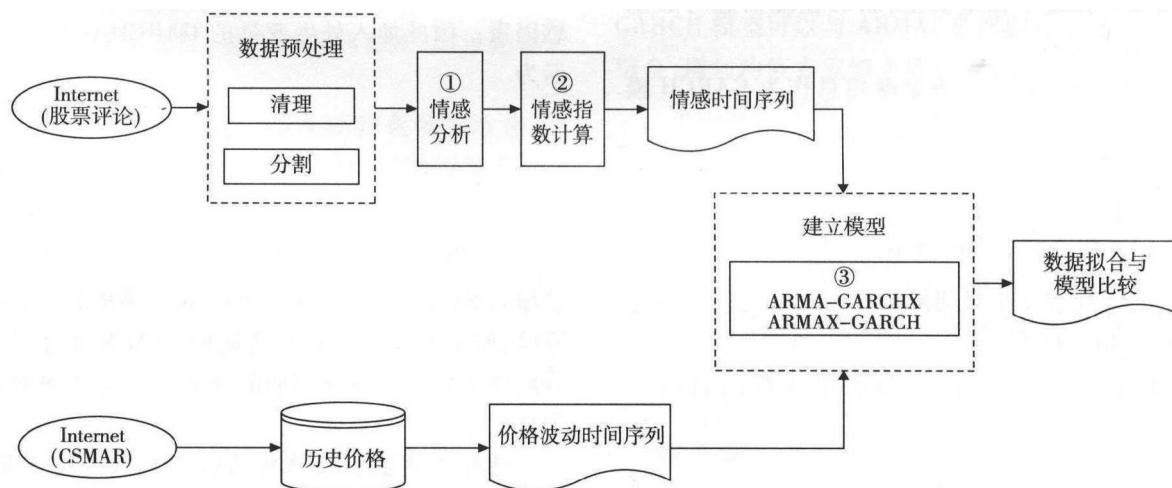 数据预处理
Internet
(股票评论)
清理
分割
①
情感
分析
②
情感指
数计算
情感时间序列
建立模型
③
ARMA-GARCHX
ARMAX-GARCH
数据拟合与
模型比较
Internet
(CSMAR)
历史价格
价格波动时间序列